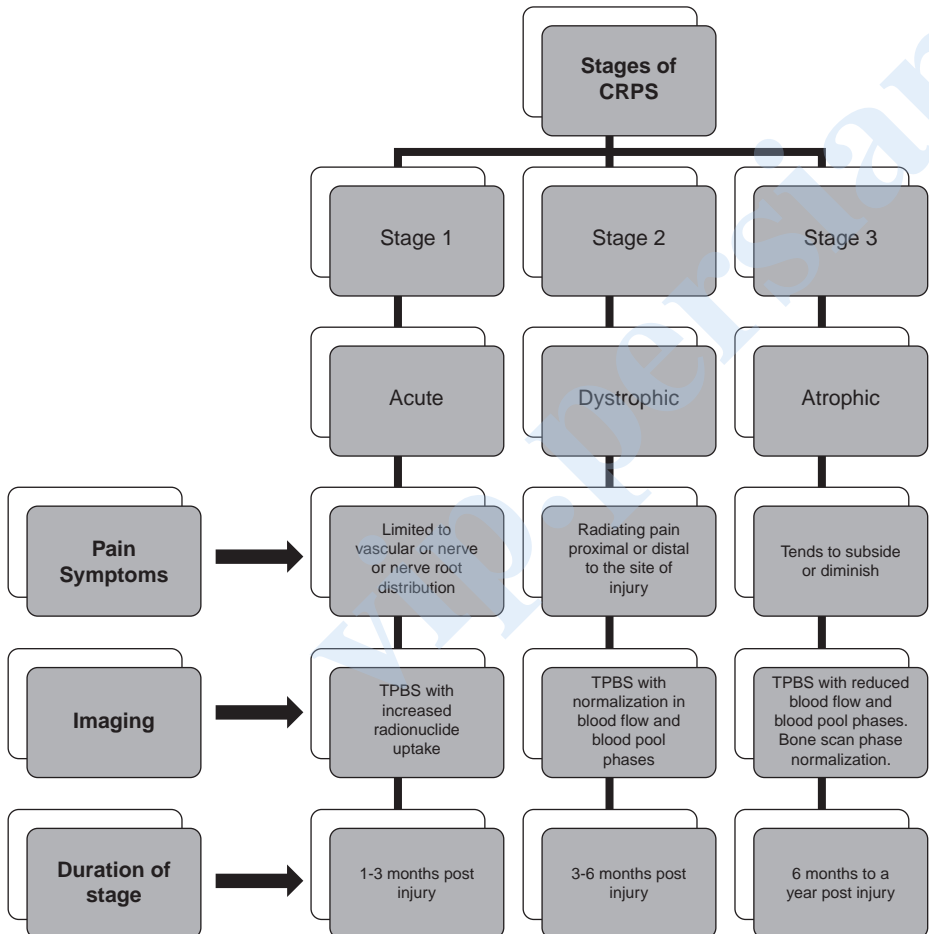 Stages of
CRPS
Stage 1
Stage 2
Stage 3
Acute
Dystrophic
Atrophic
Pain
Symptoms
Limited to
vascular or nerve
or nerve root
distribution
Radiating pain
proximal or distal
to the site of
injury
Tends to subside
or diminish
Imaging
TPBS with
increased
radionuclide
uptake
TPBS with
normalization in
blood flow and
blood pool
phases
TPBS with reduced
blood flow and
blood pool phases.
Bone scan phase
normalization.
Duration of
stage
1-3 months post
injury
3-6 months post
injury
6 months to a
year post injury
vip.persian